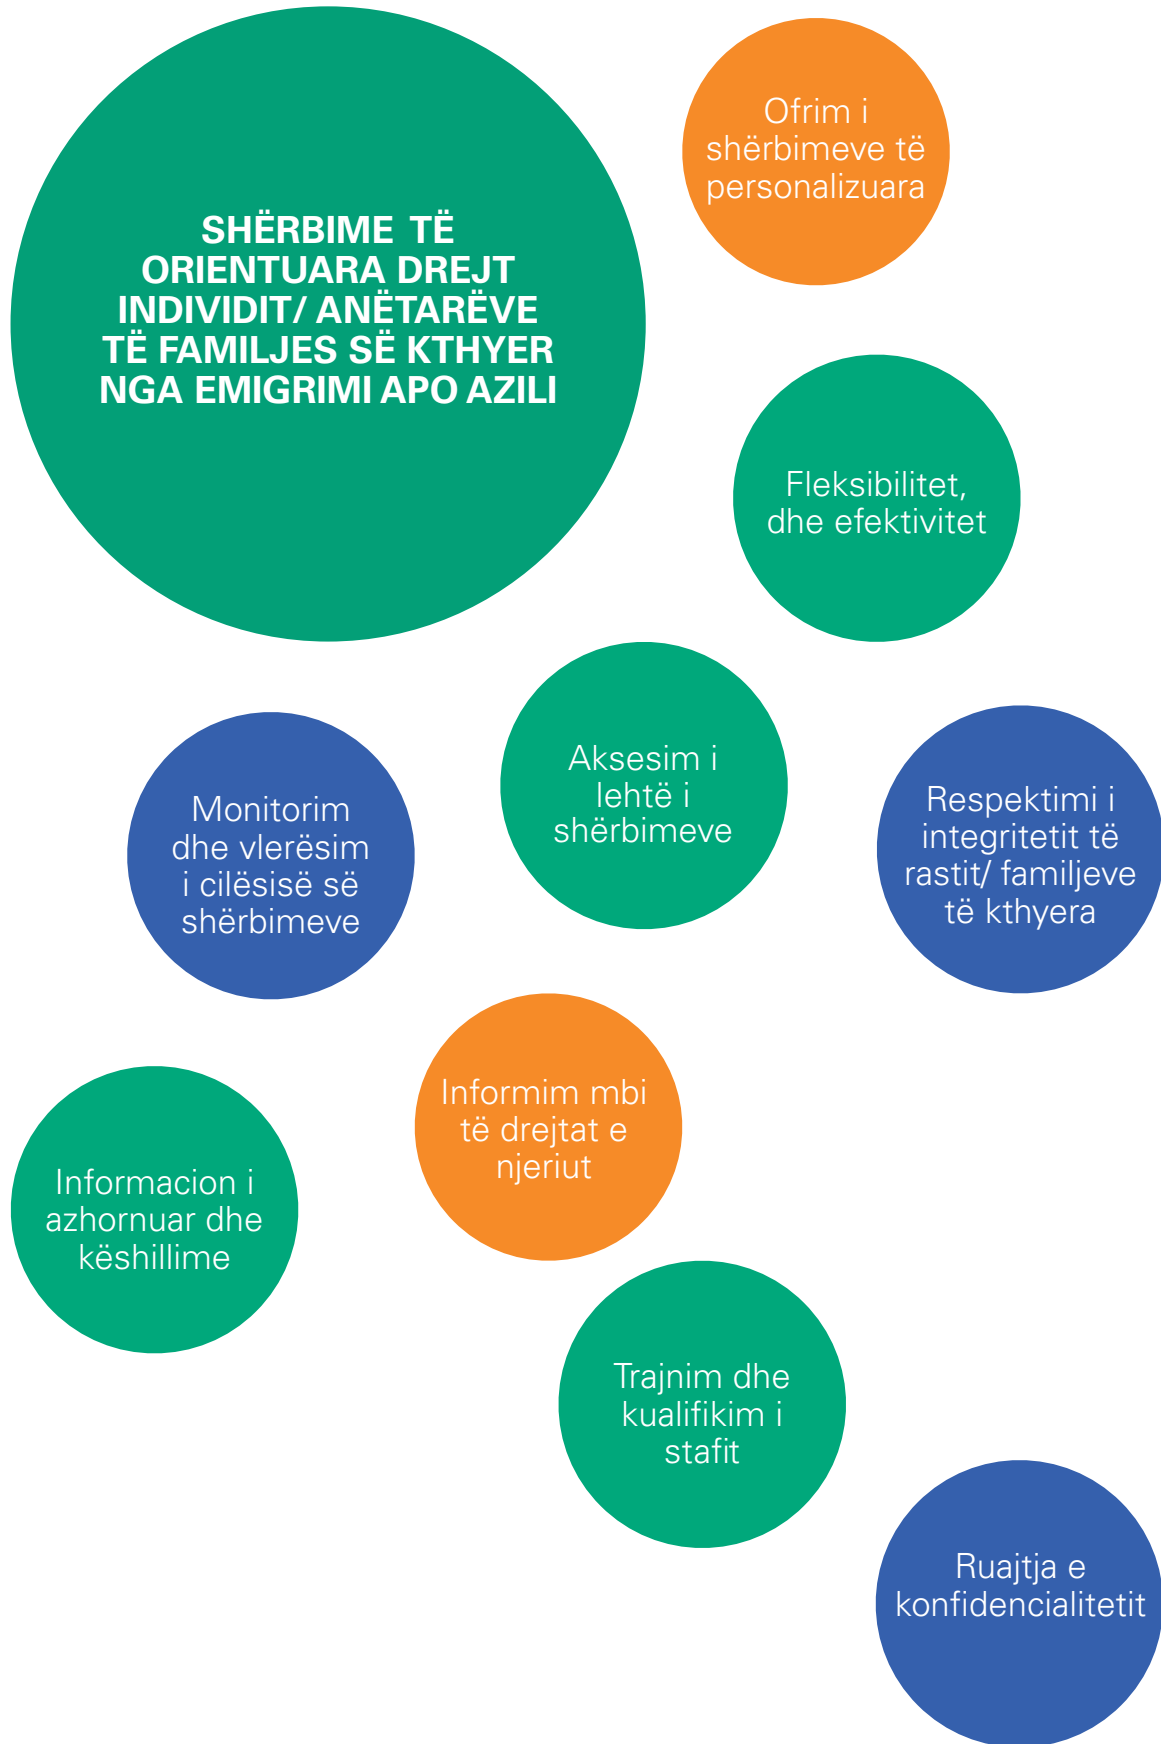 SHËRBIME TË
ORIENTUARA DREJT
INDIVIDIT/ ANËTARËVE
TË FAMILJES SË KTHYER
NGA EMIGRIMI APO AZILI
Ofrim i
shërbimeve të
personalizuara
Fleksibilitet,
dhe efektivitet
Aksesim i
lehtë i
shërbimeve
Monitorim
dhe vlerësim
i cilësisë së
shërbimeve
Respektimi i
integritetit të
rastit/ familjeve
të kthyera
Informim mbi
të drejtat e
njeriut
Informacion i
azhornuar dhe
këshillime
Trajnim dhe
kualifikim i
stafit
Ruajtja e
konfidencialitetit